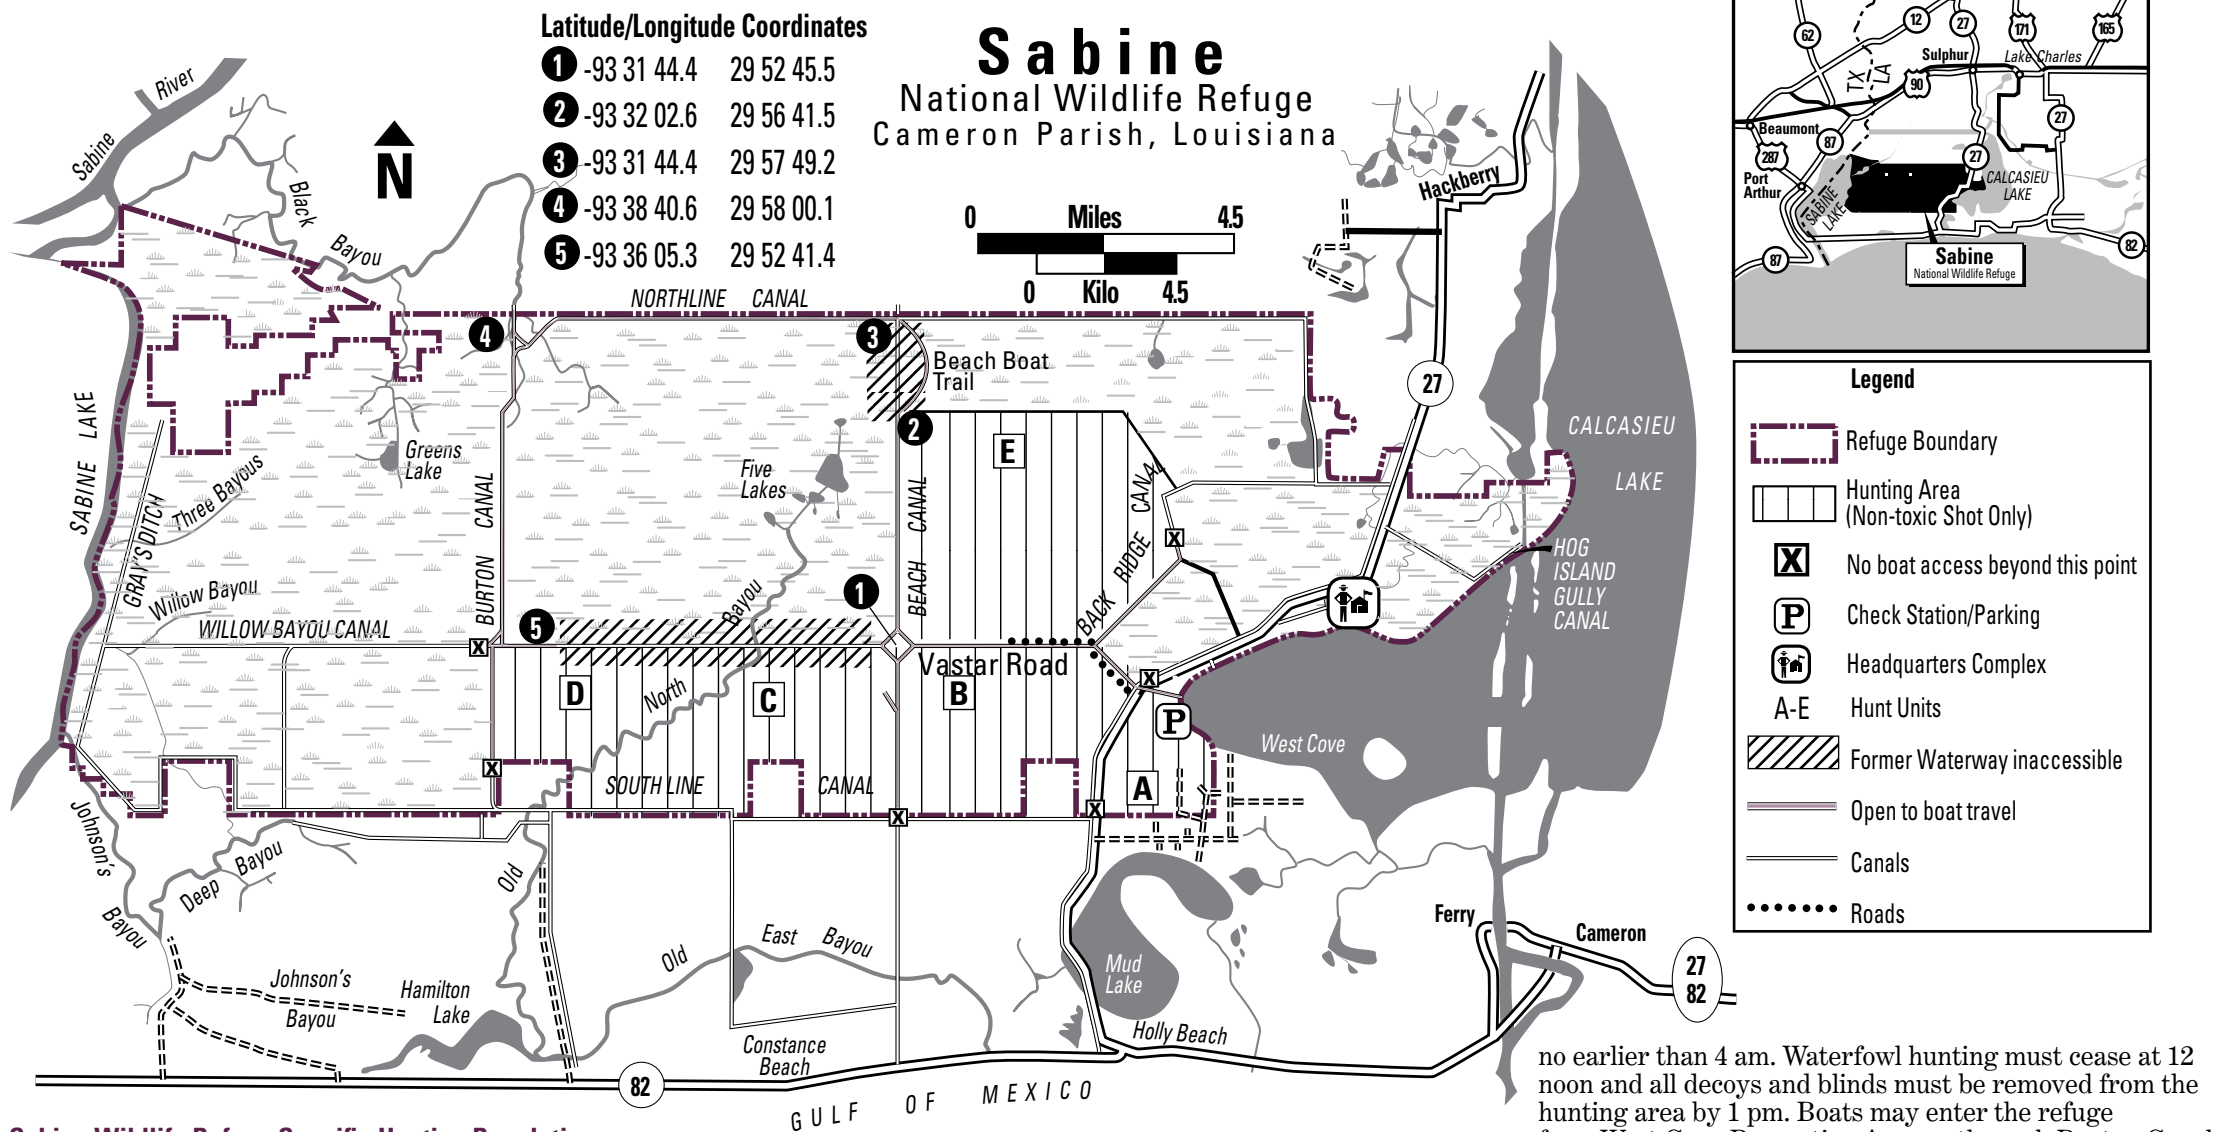 Latitude/Longitude Coordinates
1 -93 31 44.4 29 52 45.5
2 -93 32 02.6 29 56 41.5
3 -93 31 44.4 29 57 49.2
4 -93 38 40.6 29 58 00.1
5 -93 36 05.3 29 52 41.4
Sabine
National Wildlife Refuge
Cameron Parish, Louisiana
0 Miles 4.5
0 Kilo 4.5
N
62
12
27
171
165
Sulphur
Lake Charles
TX
LA
90
27
Beaumont
87
287
27
Port
Arthur
SABINE
LAKE
CALCASIEU
LAKE
82
87
Sabine
National Wildlife Refuge
Legend
Refuge Boundary
Hunting Area
(Non-toxic Shot Only)
X No boat access beyond this point
P Check Station/Parking
Headquarters Complex
A-E Hunt Units
Former Waterway inaccessible
Open to boat travel
Canals
Roads
Sabine River
Black Bayou
Hackberry
NORTHLINE CANAL
4
3
Beach Boat
Trail
2
E
27
CALCASIEU
LAKE
SABINE LAKE
Greens
Lake
Five
Lakes
Three Bayous
GRAY'S DITCH
BURTON CANAL
BEACH CANAL
BACK RIDGE CANAL
X
HOG
ISLAND
GULLY
CANAL
Willow Bayou
WILLOW BAYOU CANAL
5
1
X
Vastar Road
X
D
North Bayou
C
B
P
West Cove
X
SOUTH LINE CANAL
A
X
X
Johnson's Bayou
Deep Bayou
Old
Old East Bayou
Ferry
Cameron
27
82
Johnson's
Bayou
Hamilton
Lake
Mud
Lake
Constance
Beach
Holly Beach
82
GULF OF MEXICO
no earlier than 4 am. Waterfowl hunting must cease at 12
noon and all decoys and blinds must be removed from the
hunting area by 1 pm. Boats may enter the refuge